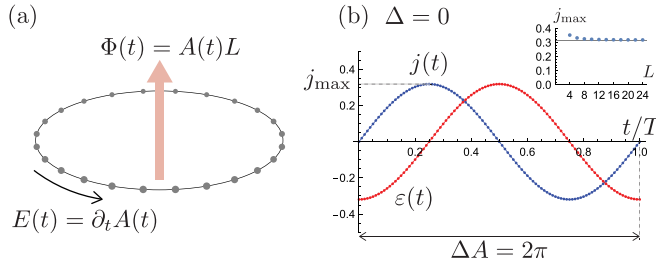 (a)
Φ(t) = A(t)L
E(t) = ∂ₜA(t)
(b) Δ = 0
j_max
0.4
0.3
0.2
0.1
0.0
4 8 12 16 20 24
L
0.4
j_max
0.2
−0.2
−0.4
j(t)
ε(t)
t/T
0.2 0.4 0.6 0.8 1.0
ΔA = 2π